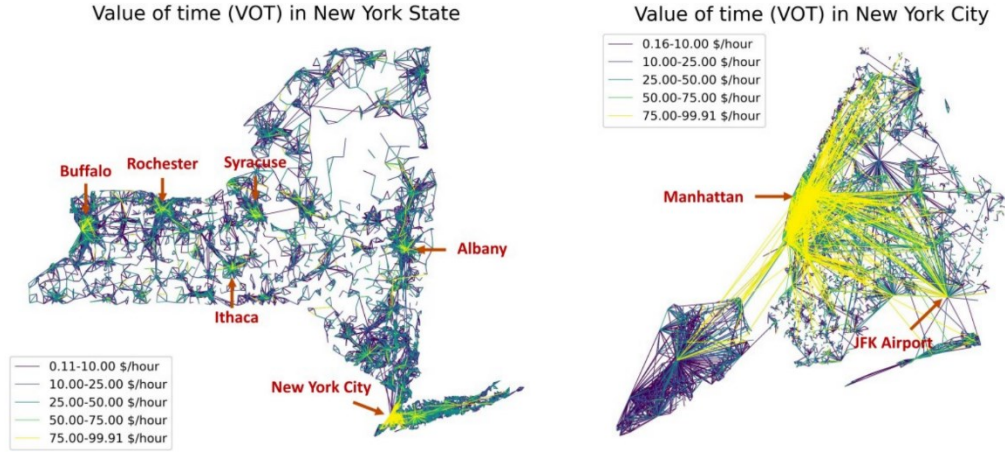 Value of time (VOT) in New York State
Buffalo
Rochester
Syracuse
Albany
Ithaca
New York City
0.11-10.00 $/hour
10.00-25.00 $/hour
25.00-50.00 $/hour
50.00-75.00 $/hour
75.00-99.91 $/hour
Value of time (VOT) in New York City
0.16-10.00 $/hour
10.00-25.00 $/hour
25.00-50.00 $/hour
50.00-75.00 $/hour
75.00-99.91 $/hour
Manhattan
JFK Airport